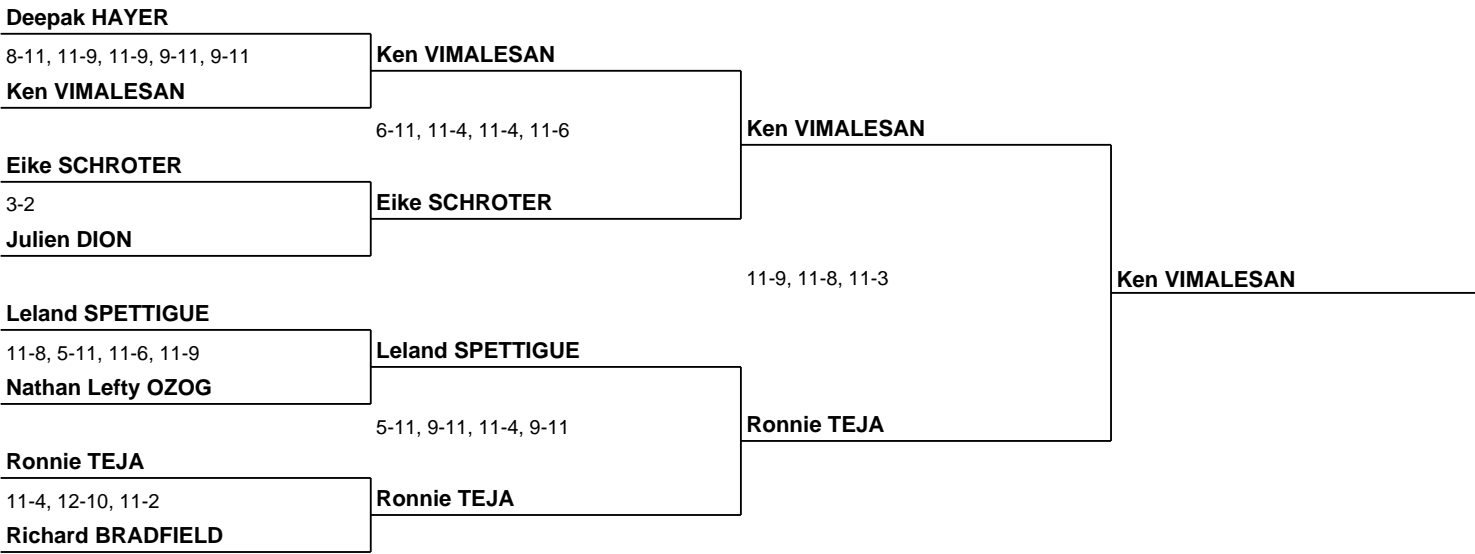 Deepak HAYER
8-11, 11-9, 11-9, 9-11, 9-11
Ken VIMALESAN
Ken VIMALESAN
6-11, 11-4, 11-4, 11-6
Ken VIMALESAN
Eike SCHROTER
3-2
Eike SCHROTER
Julien DION
11-9, 11-8, 11-3
Ken VIMALESAN
Leland SPETTIGUE
11-8, 5-11, 11-6, 11-9
Leland SPETTIGUE
Nathan Lefty OZOG
5-11, 9-11, 11-4, 9-11
Ronnie TEJA
Ronnie TEJA
11-4, 12-10, 11-2
Ronnie TEJA
Richard BRADFIELD